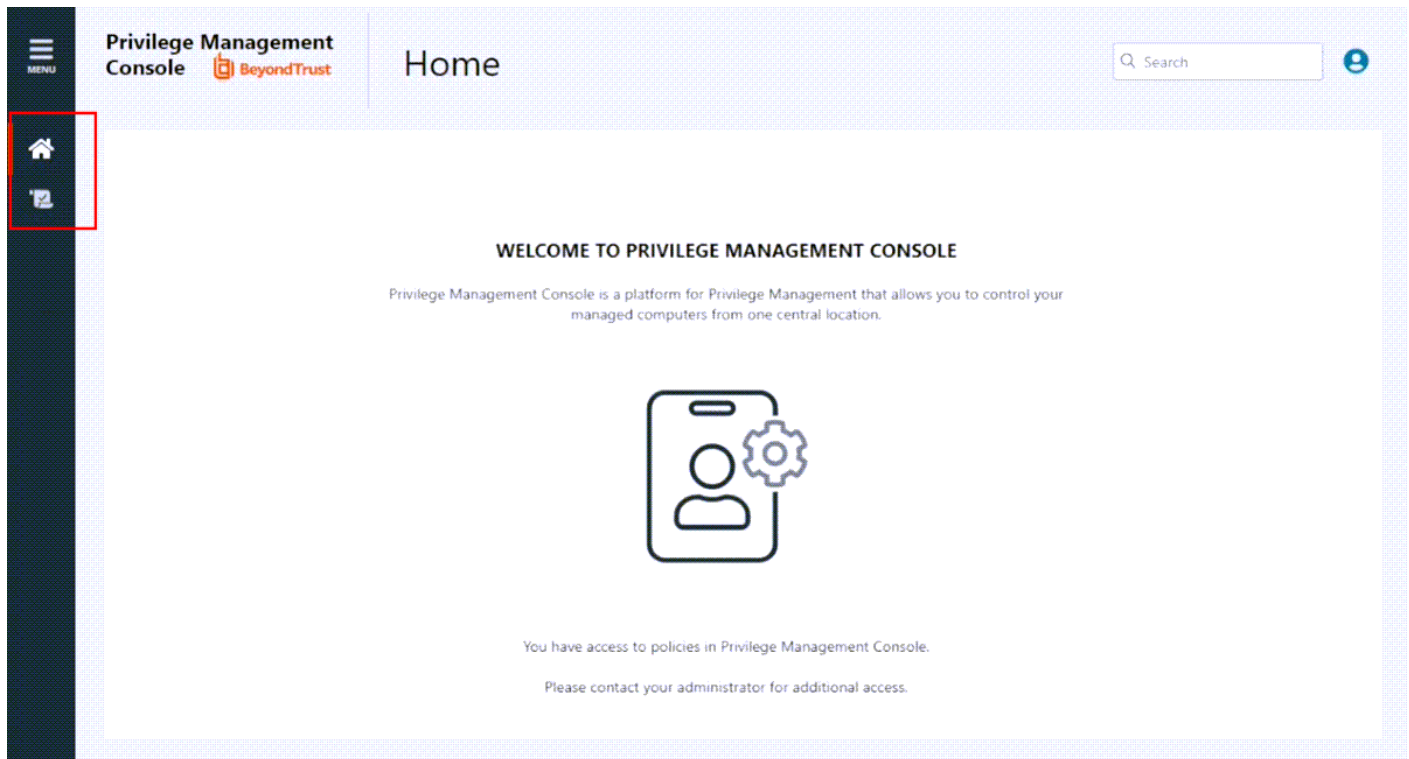 MENU
Privilege Management
Console BeyondTrust
Home
Search
WELCOME TO PRIVILEGE MANAGEMENT CONSOLE
Privilege Management Console is a platform for Privilege Management that allows you to control your
managed computers from one central location.
You have access to policies in Privilege Management Console.
Please contact your administrator for additional access.